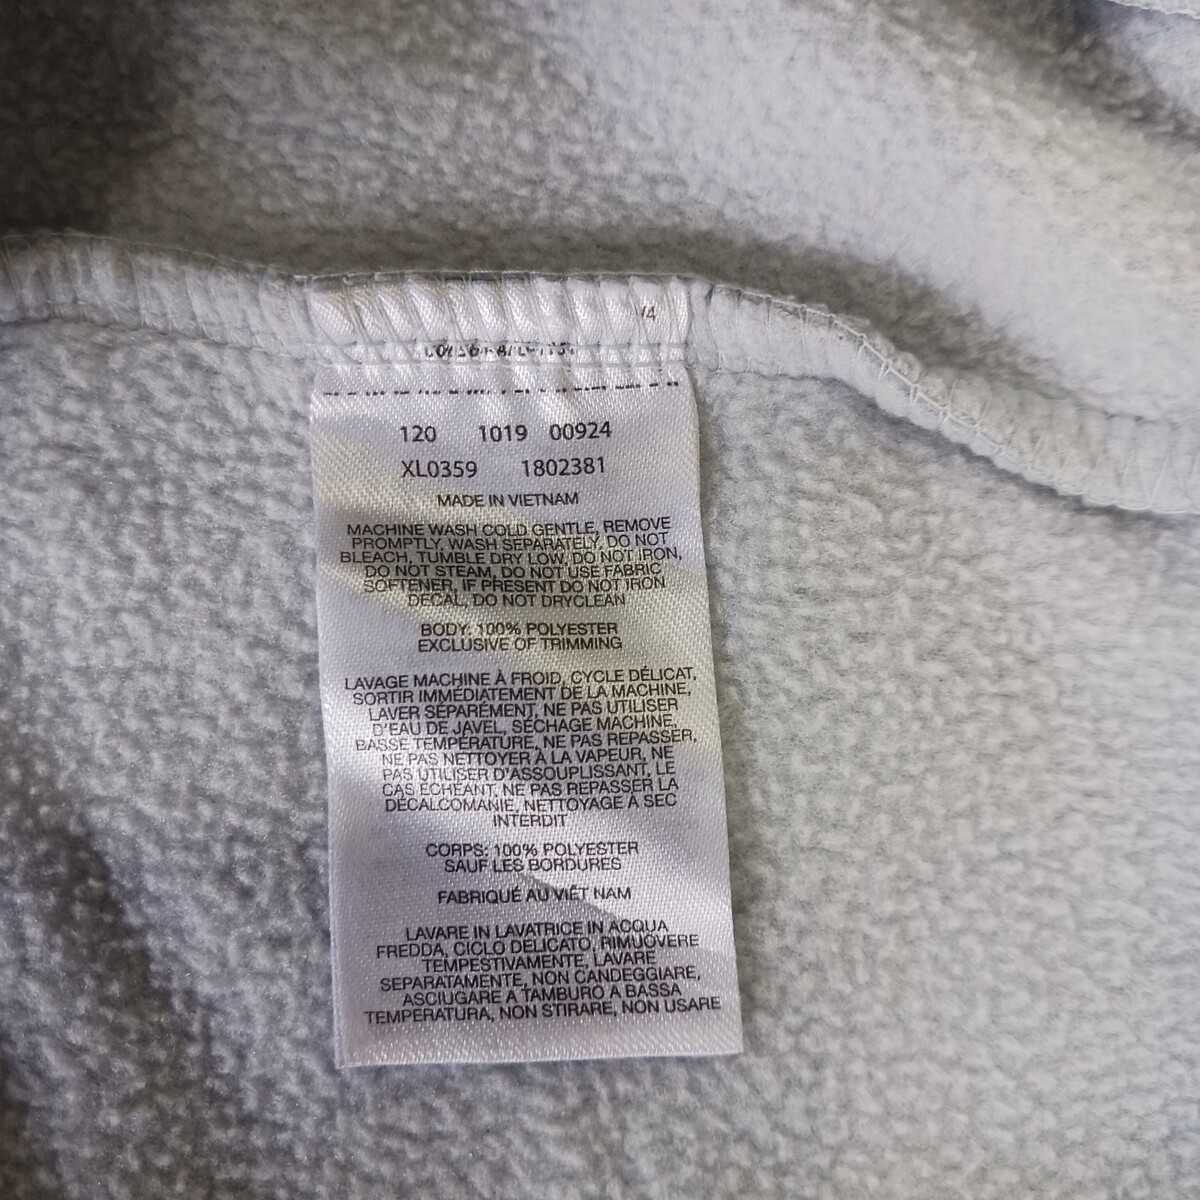 /4
120 1019 00924
XL0359 1802381
MADE IN VIETNAM
MACHINE WASH COLD GENTLE, REMOVE
PROMPTLY, WASH SEPARATELY, DO NOT
BLEACH, TUMBLE DRY LOW, DO NOT IRON,
DO NOT STEAM, DO NOT USE FABRIC
SOFTENER, IF PRESENT DO NOT IRON
DECAL, DO NOT DRYCLEAN
BODY: 100% POLYESTER
EXCLUSIVE OF TRIMMING
LAVAGE MACHINE À FROID, CYCLE DÉLICAT,
SORTIR IMMÉDIATEMENT DE LA MACHINE,
LAVER SÉPARÉMENT, NE PAS UTILISER
D'EAU DE JAVEL, SÉCHAGE MACHINE,
BASSE TEMPÉRATURE, NE PAS REPASSER,
NE PAS NETTOYER À LA VAPEUR, NE
PAS UTILISER D'ASSOUPLISSANT, LE
CAS ÉCHÉANT, NE PAS REPASSER LA
DÉCALCOMANIE, NETTOYAGE À SEC
INTERDIT
CORPS: 100% POLYESTER
SAUF LES BORDURES
FABRIQUÉ AU VIÊT NAM
LAVARE IN LAVATRICE IN ACQUA
FREDDA, CICLO DELICATO, RIMUOVERE
TEMPESTIVAMENTE, LAVARE
SEPARATAMENTE, NON CANDEGGIARE,
ASCIUGARE A TAMBURO A BASSA
TEMPERATURA, NON STIRARE, NON USARE